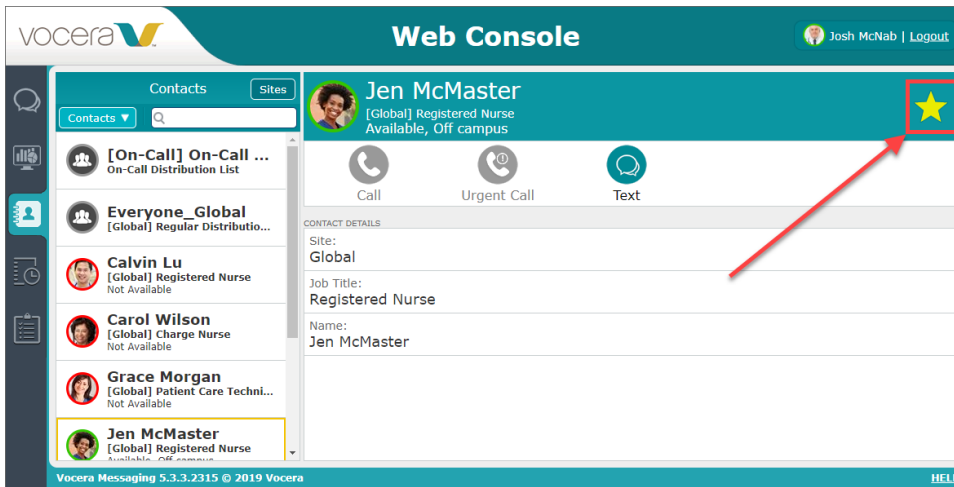 vocera
Web Console
Josh McNab | Logout
Contacts
Sites
Contacts ▼
[On-Call] On-Call ...
On-Call Distribution List
Everyone_Global
[Global] Regular Distributio...
Calvin Lu
[Global] Registered Nurse
Not Available
Carol Wilson
[Global] Charge Nurse
Not Available
Grace Morgan
[Global] Patient Care Techni...
Not Available
Jen McMaster
[Global] Registered Nurse
Available, Off campus
Jen McMaster
[Global] Registered Nurse
Available, Off campus
Call
Urgent Call
Text
CONTACT DETAILS
Site:
Global
Job Title:
Registered Nurse
Name:
Jen McMaster
Vocera Messaging 5.3.3.2315 © 2019 Vocera
HEL